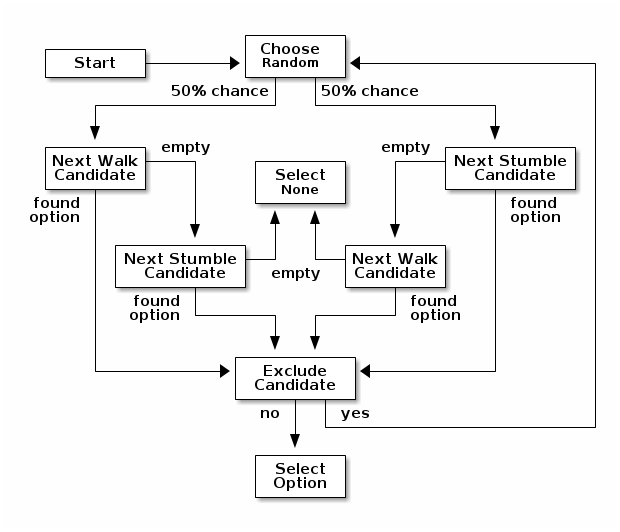 Start
Choose
Random
50% chance
50% chance
Next Walk
Candidate
empty
Select
None
empty
Next Stumble
Candidate
found
option
found
option
Next Stumble
Candidate
empty
Next Walk
Candidate
found
option
found
option
Exclude
Candidate
no
yes
Select
Option